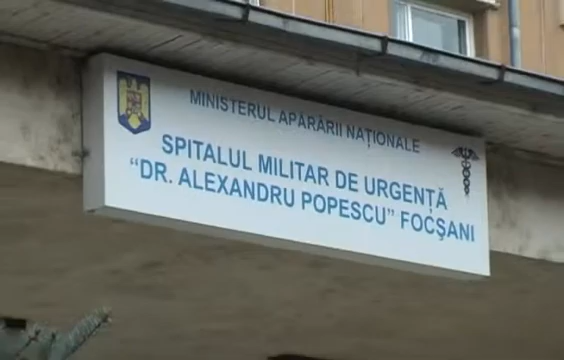 MINISTERUL APĂRĂRII NAȚIONALE
SPITALUL MILITAR DE URGENȚĂ
“DR. ALEXANDRU POPESCU” FOCȘANI